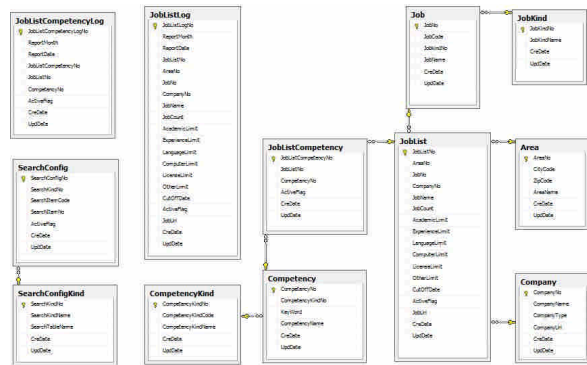 JobListCompetencyLog
JobListCompetencyLogNo
ReportMonth
ReportDate
JobListCompetencyNo
JobListNo
CompetencyNo
ActiveFlag
CreDate
UpdDate
JobListLog
JobListLogNo
ReportMonth
ReportDate
JobListNo
AreaNo
JobNo
CompanyNo
JobName
JobCount
AcademicLimit
ExperienceLimit
LanguageLimit
ComputerLimit
LicenseLimit
OtherLimit
CutOffDate
ActiveFlag
JobUrl
CreDate
UpdDate
Job
JobNo
JobCode
JobKindNo
JobName
CreDate
UpdDate
JobKind
JobKindNo
JobKindName
CreDate
UpdDate
SearchConfig
SearchConfigNo
SearchKindNo
SearchItemCode
SearchItemNo
ActiveFlag
CreDate
UpdDate
JobListCompetency
JobListCompetencyNo
JobListNo
CompetencyNo
ActiveFlag
CreDate
UpdDate
JobList
JobListNo
AreaNo
JobNo
CompanyNo
JobName
JobCount
AcademicLimit
ExperienceLimit
LanguageLimit
ComputerLimit
LicenseLimit
OtherLimit
CutOffDate
ActiveFlag
JobUrl
CreDate
UpdDate
Area
AreaNo
CityCode
ZipCode
AreaName
CreDate
UpdDate
SearchConfigKind
SearchKindNo
SearchKindName
SearchTableName
CreDate
UpdDate
CompetencyKind
CompetencyKindNo
CompetencyKindCode
CompetencyKindName
CreDate
UpdDate
Competency
CompetencyNo
CompetencyKindNo
KeyWord
CompetencyName
CreDate
UpdDate
Company
CompanyNo
CompanyName
CompanyType
CompanyUrl
CreDate
UpdDate